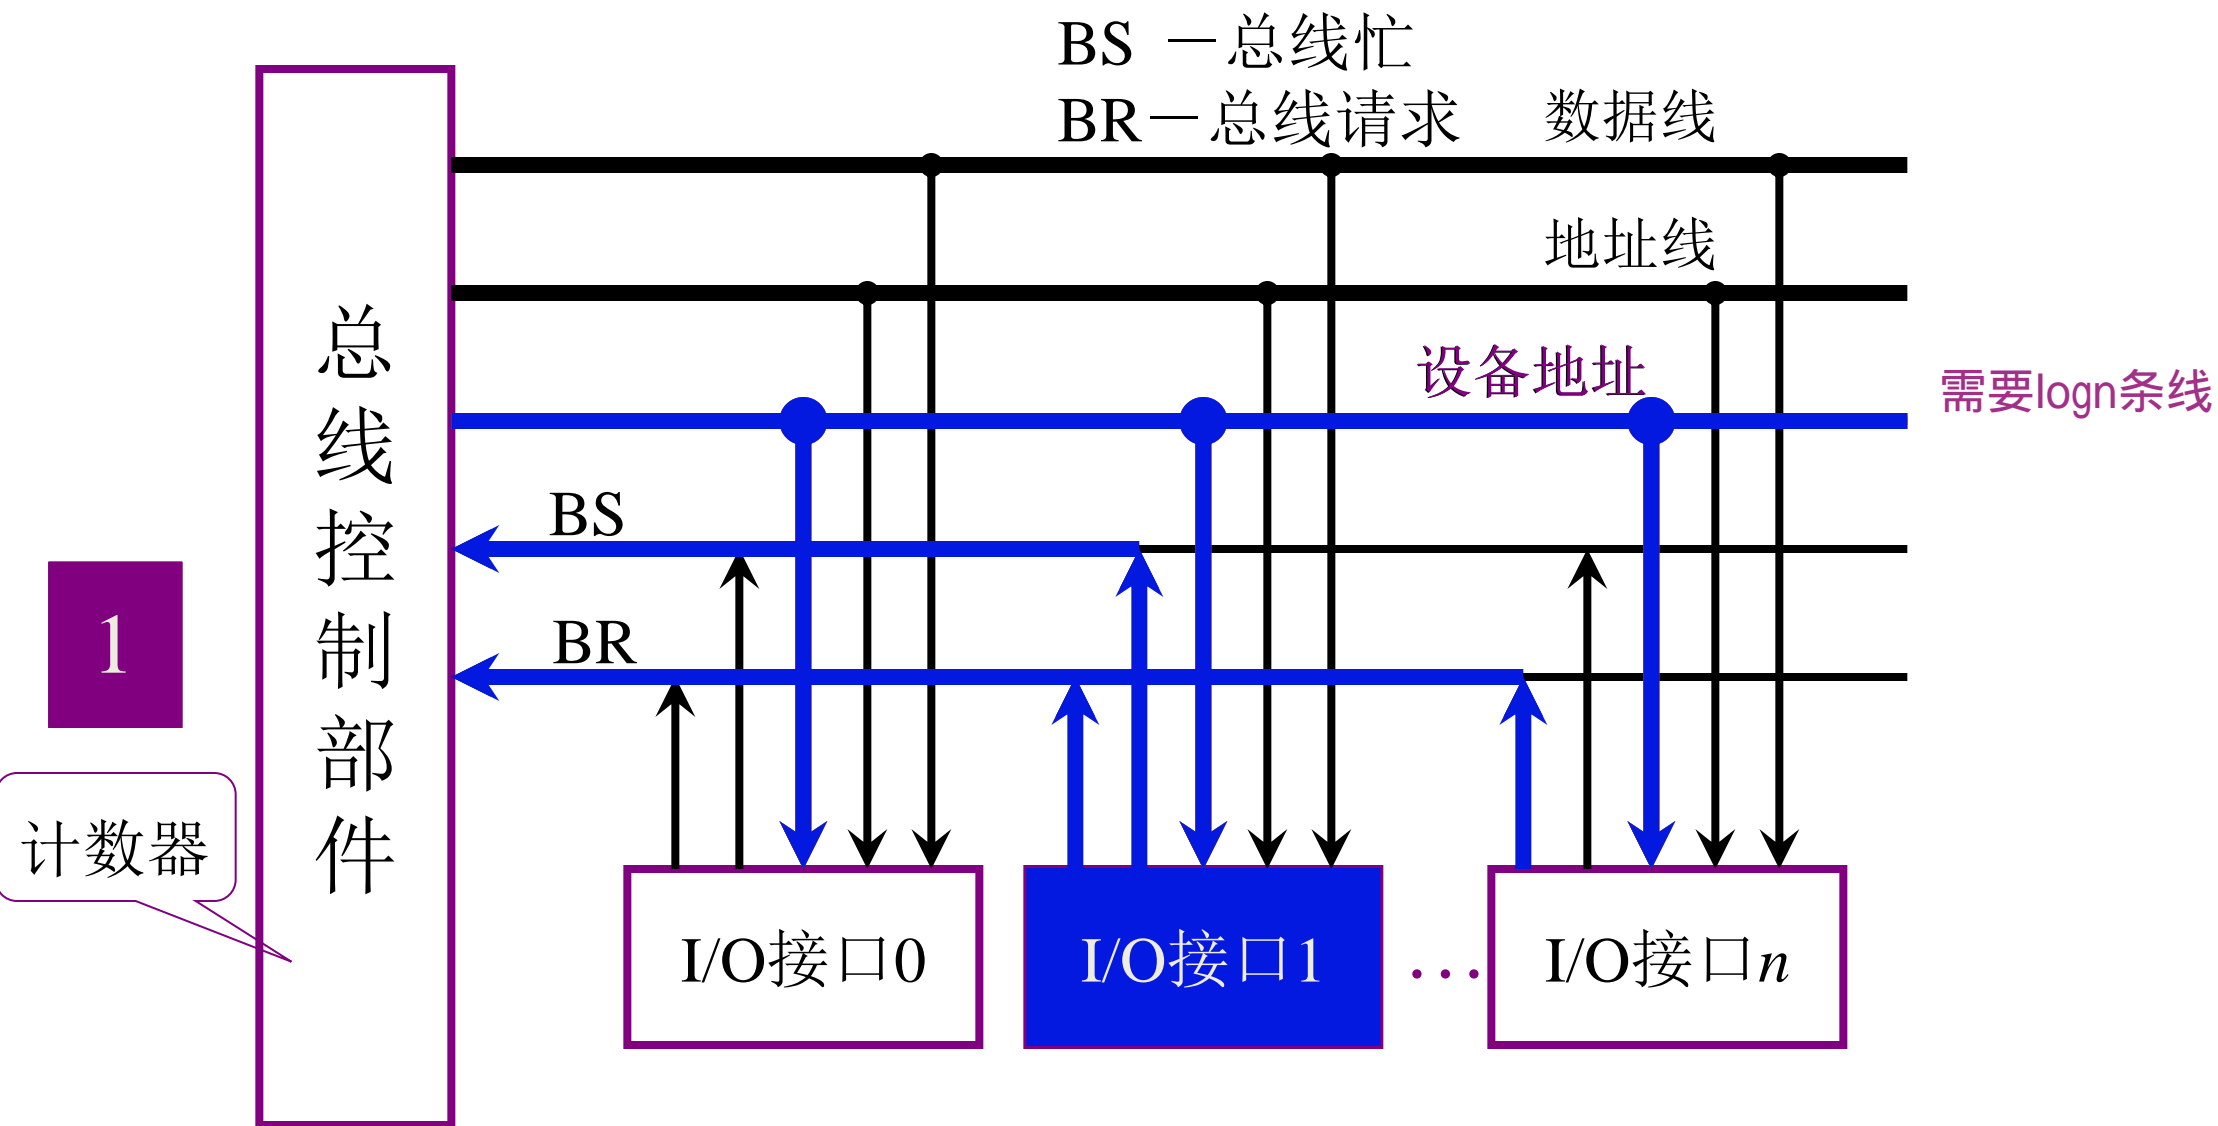 BS —总线忙
BR—总线请求
数据线
地址线
设备地址
需要logn条线
BS
BR
总线控制部件
1
计数器
I/O接口0
I/O接口1
…
I/O接口n